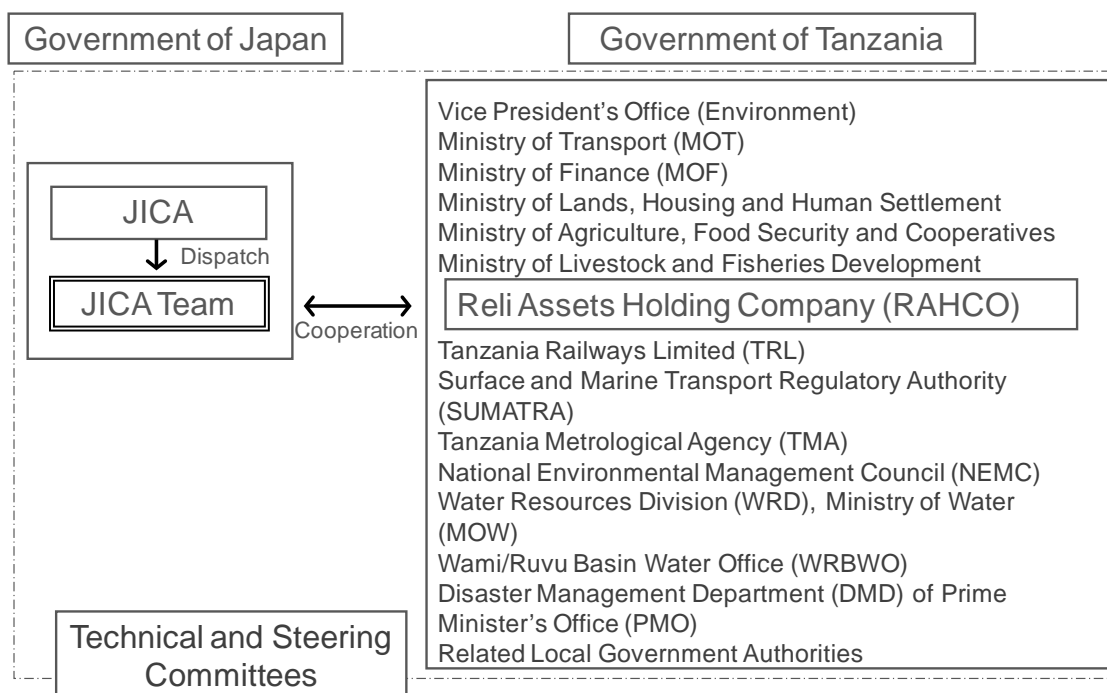 Government of Japan
Government of Tanzania
JICA
Dispatch
JICA Team
Cooperation
Vice President’s Office (Environment)
Ministry of Transport (MOT)
Ministry of Finance (MOF)
Ministry of Lands, Housing and Human Settlement
Ministry of Agriculture, Food Security and Cooperatives
Ministry of Livestock and Fisheries Development
Reli Assets Holding Company (RAHCO)
Tanzania Railways Limited (TRL)
Surface and Marine Transport Regulatory Authority
(SUMATRA)
Tanzania Metrological Agency (TMA)
National Environmental Management Council (NEMC)
Water Resources Division (WRD), Ministry of Water
(MOW)
Wami/Ruvu Basin Water Office (WRBWO)
Disaster Management Department (DMD) of Prime
Minister’s Office (PMO)
Related Local Government Authorities
Technical and Steering
Committees